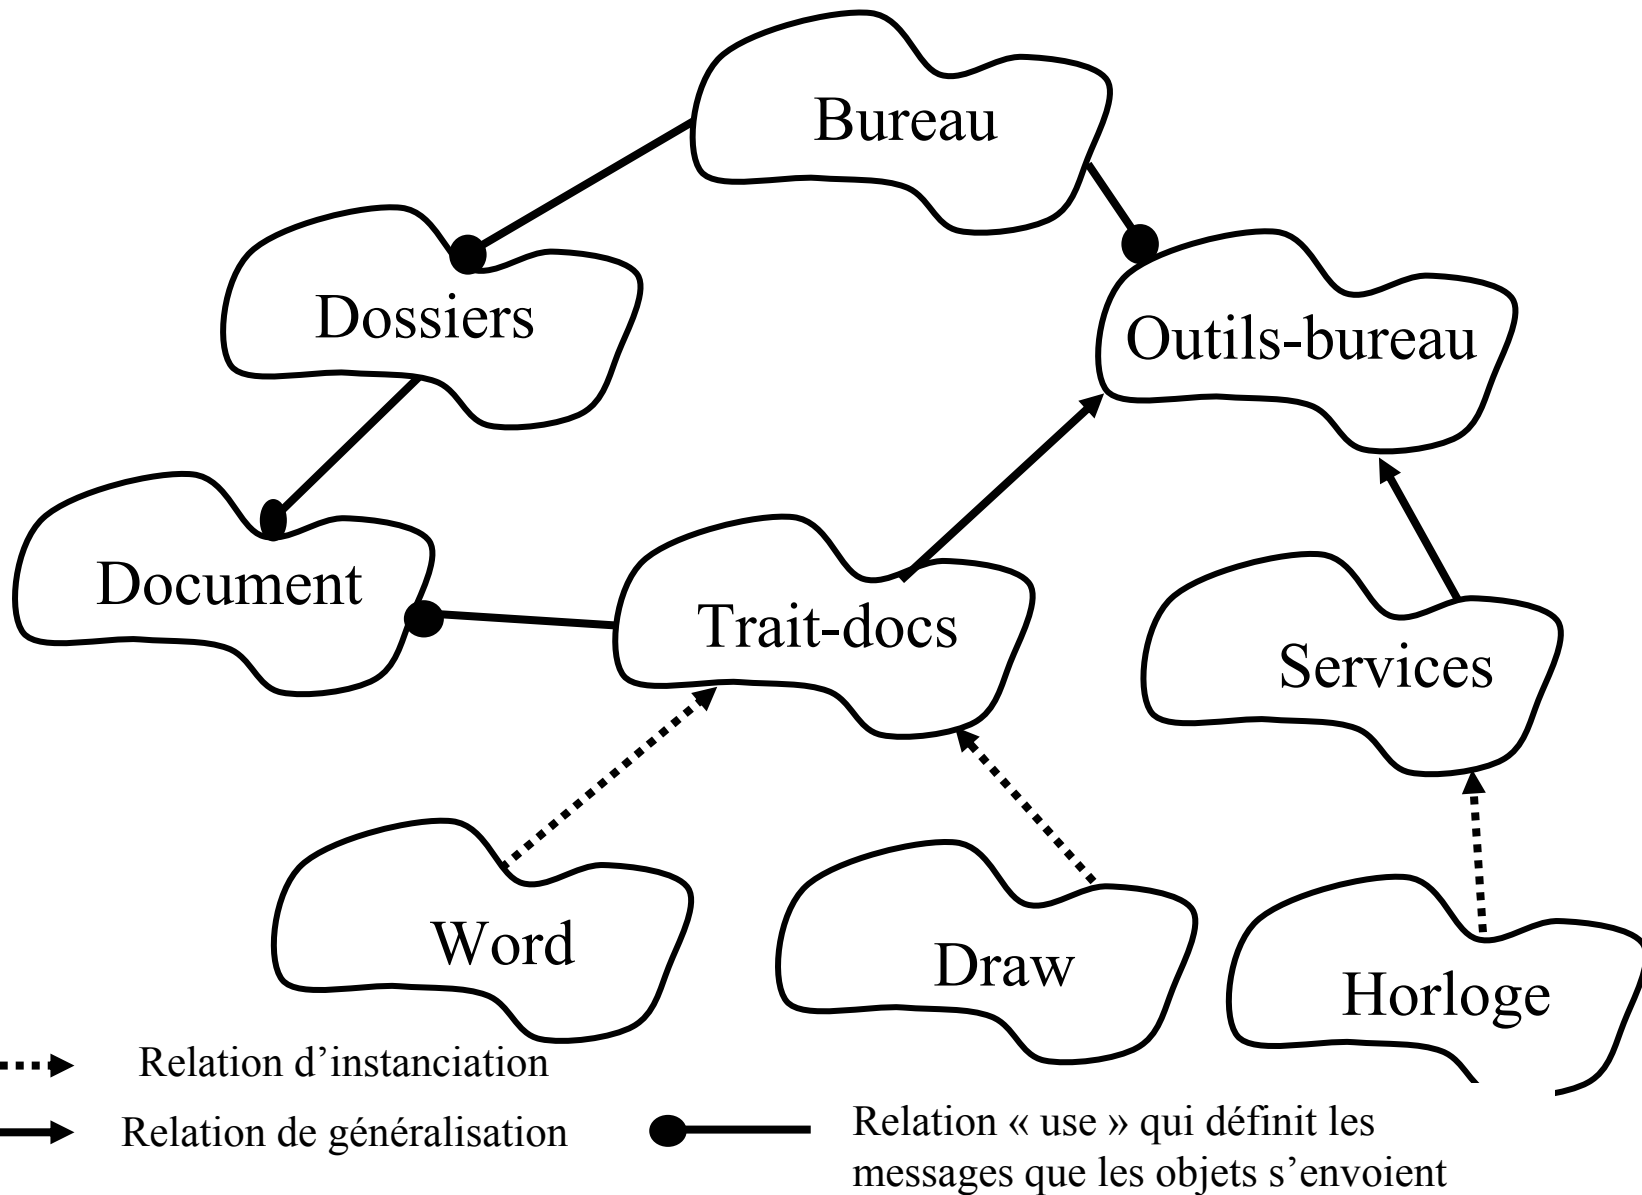 Bureau
Dossiers
Outils-bureau
Document
Trait-docs
Services
Word
Draw
Horloge
Relation d’instanciation
Relation de généralisation
Relation « use » qui définit les
messages que les objets s’envoient